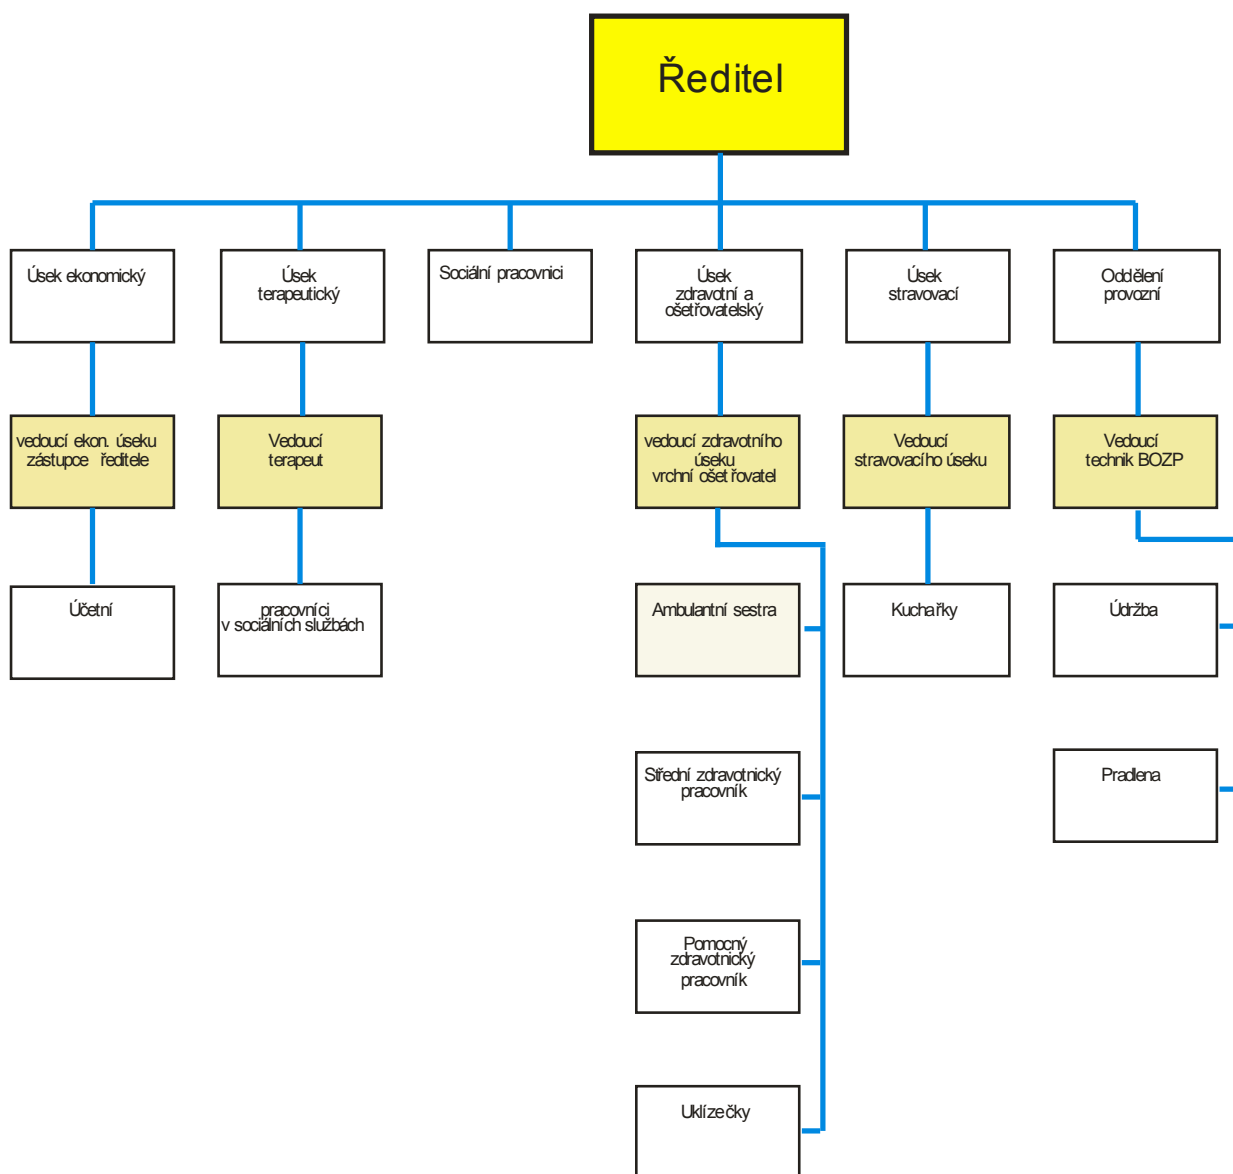 Ředitel
Úsek ekonomický
Úsek
terapeutický
Sociální pracovnici
Úsek
zdravotní a
ošetřovatelský
Úsek
stravovací
Oddělení
provozní
vedoucí ekon. úseku
zástupce ředitele
Vedoucí
terapeut
vedoucí zdravotního
úseku
vrchní ošetřovatel
Vedoucí
stravovacího úseku
Vedoucí
technik BOZP
Účetní
pracovníci
v sociálních službách
Ambulantní sestra
Kuchařky
Údržba
Střední zdravotnický
pracovník
Pradlena
Pomocný
zdravotnický
pracovník
Uklízečky